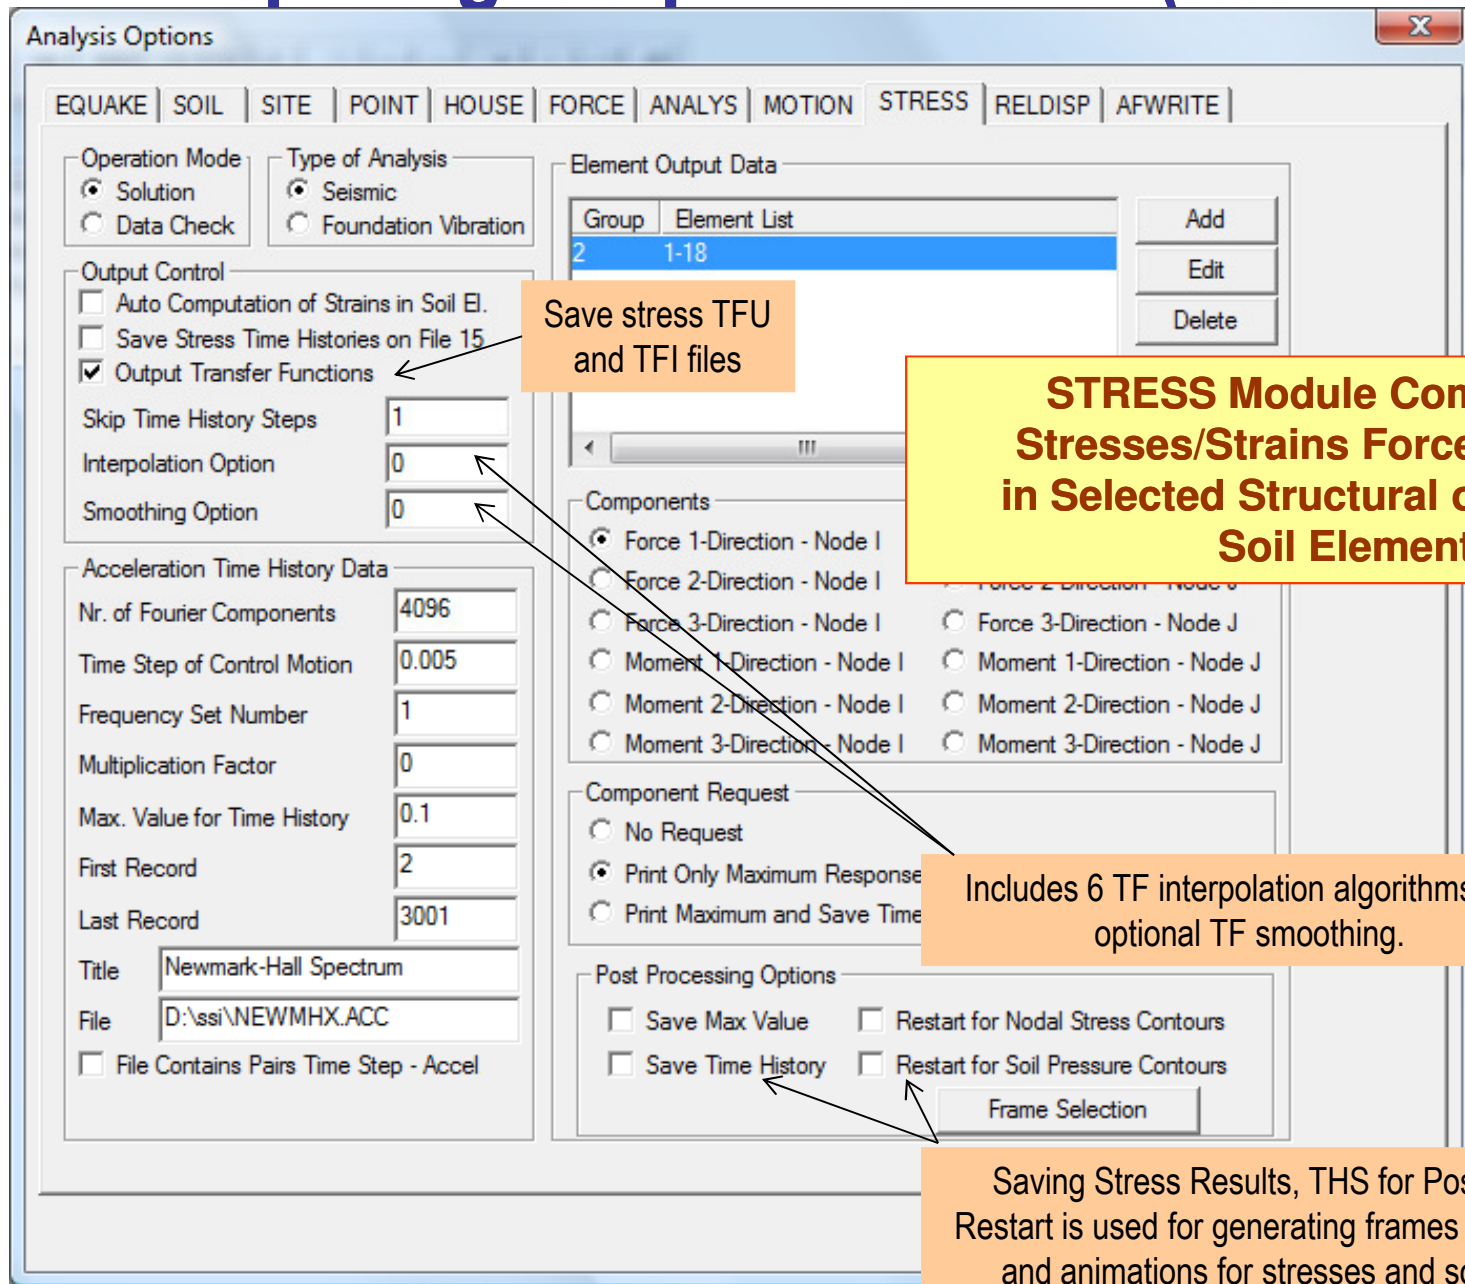 Analysis Options
EQUAKE SOIL SITE POINT HOUSE FORCE ANALYS MOTION STRESS RELDISP AFWRITE
Operation Mode
Solution
Data Check
Type of Analysis
Seismic
Foundation Vibration
Output Control
Auto Computation of Strains in Soil El.
Save Stress Time Histories on File 15
Output Transfer Functions
Skip Time History Steps 1
Interpolation Option 0
Smoothing Option 0
Acceleration Time History Data
Nr. of Fourier Components 4096
Time Step of Control Motion 0.005
Frequency Set Number 1
Multiplication Factor 0
Max. Value for Time History 0.1
First Record 2
Last Record 3001
Title Newmark-Hall Spectrum
File D:\ssi\NEWMHX.ACC
File Contains Pairs Time Step - Accel
Element Output Data
Group Element List
2 1-18
Add
Edit
Delete
Save stress TFU
and TFI files
STRESS Module Com
Stresses/Strains Force
in Selected Structural o
Soil Element
Components
Force 1-Direction - Node I
Force 2-Direction - Node I
Force 3-Direction - Node I Force 3-Direction - Node J
Moment 1-Direction - Node I Moment 1-Direction - Node J
Moment 2-Direction - Node I Moment 2-Direction - Node J
Moment 3-Direction - Node I Moment 3-Direction - Node J
Component Request
No Request
Print Only Maximum Response
Print Maximum and Save Time
Includes 6 TF interpolation algorithms
optional TF smoothing.
Post Processing Options
Save Max Value Restart for Nodal Stress Contours
Save Time History Restart for Soil Pressure Contours
Frame Selection
Saving Stress Results, THS for Pos
Restart is used for generating frames
and animations for stresses and so